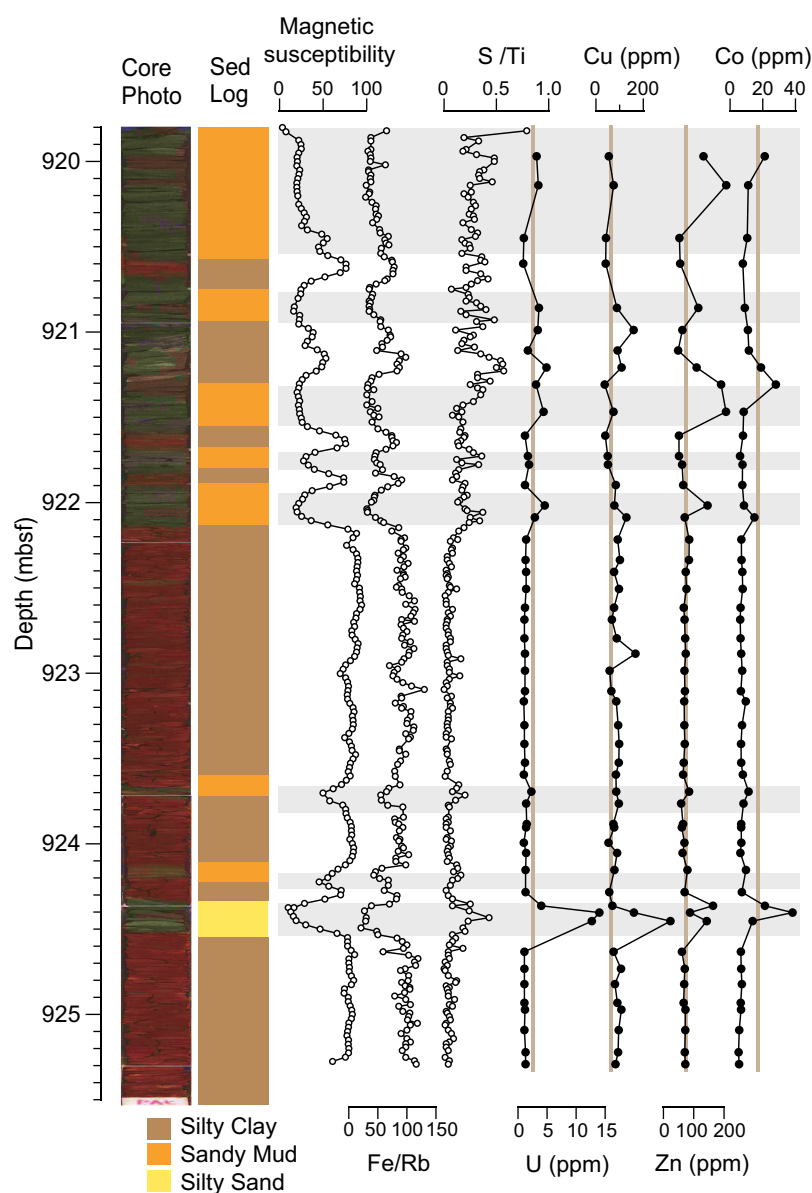 Magnetic
susceptibility
S /Ti
Cu (ppm)
Co (ppm)
Core
Photo
Sed
Log
0 50 100
0 0.5 1.0
0 200
0 20 40
Depth (mbsf)
920
921
922
923
924
925
Silty Clay
Sandy Mud
Silty Sand
0 50 100 150
Fe/Rb
0 5 10 15
U (ppm)
0 100 200
Zn (ppm)